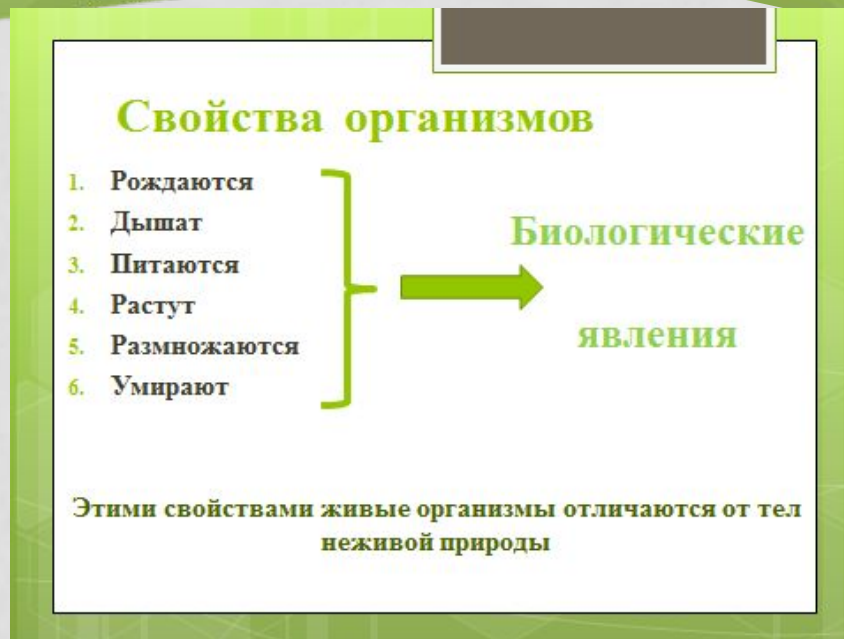 Свойства организмов
1. Рождаются
2. Дышат
3. Питаются
4. Растут
5. Размножаются
6. Умирают
Биологические
явления
Этими свойствами живые организмы отличаются от тел
неживой природы